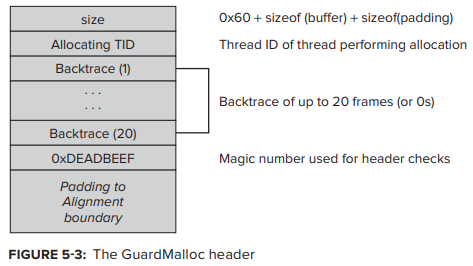 size
0x60 + sizeof (buffer) + sizeof(padding)
Allocating TID
Thread ID of thread performing allocation
Backtrace (1)
. . .
. . .
Backtrace of up to 20 frames (or 0s)
Backtrace (20)
0xDEADBEEF
Magic number used for header checks
Padding to
Alignment
boundary
FIGURE 5-3: The GuardMalloc header